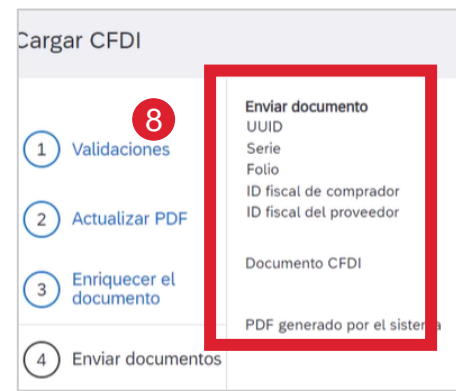 Cargar CFDI
8
1 Validaciones
2 Actualizar PDF
3 Enriquecer el
documento
4 Enviar documentos
Enviar documento
UUID
Serie
Folio
ID fiscal de comprador
ID fiscal del proveedor
Documento CFDI
PDF generado por el sistema